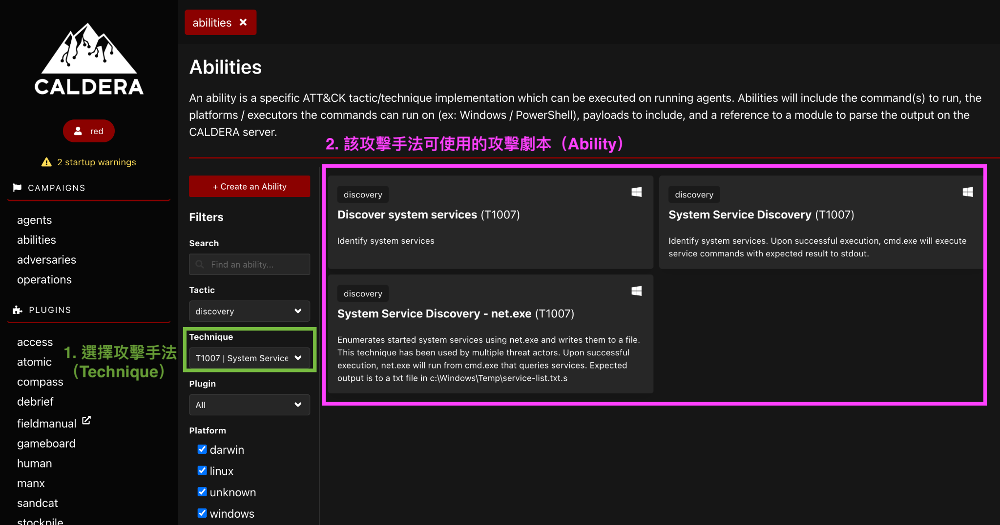 CALDERA
red
2 startup warnings
CAMPAIGNS
agents
abilities
adversaries
operations
PLUGINS
access
atomic
compass
debrief
fieldmanual
gameboard
human
manx
sandcat
stockpile
1. 選擇攻擊手法
（Technique）
abilities
Abilities
An ability is a specific ATT&CK tactic/technique implementation which can be executed on running agents. Abilities will include the command(s) to run, the
platforms / executors the commands can run on (ex: Windows / PowerShell), payloads to include, and a reference to a module to parse the output on the
CALDERA server.
2. 該攻擊手法可使用的攻擊劇本（Ability）
+ Create an Ability
Filters
Search
Find an ability...
Tactic
discovery
Technique
T1007 | System Service
Plugin
All
Platform
darwin
linux
unknown
windows
discovery
Discover system services (T1007)
Identify system services
discovery
System Service Discovery (T1007)
Identify system services. Upon successful execution, cmd.exe will execute
service commands with expected result to stdout.
discovery
System Service Discovery - net.exe (T1007)
Enumerates started system services using net.exe and writes them to a file.
This technique has been used by multiple threat actors. Upon successful
execution, net.exe will run from cmd.exe that queries services. Expected
output is to a txt file in c:\Windows\Temp\service-list.txt.s